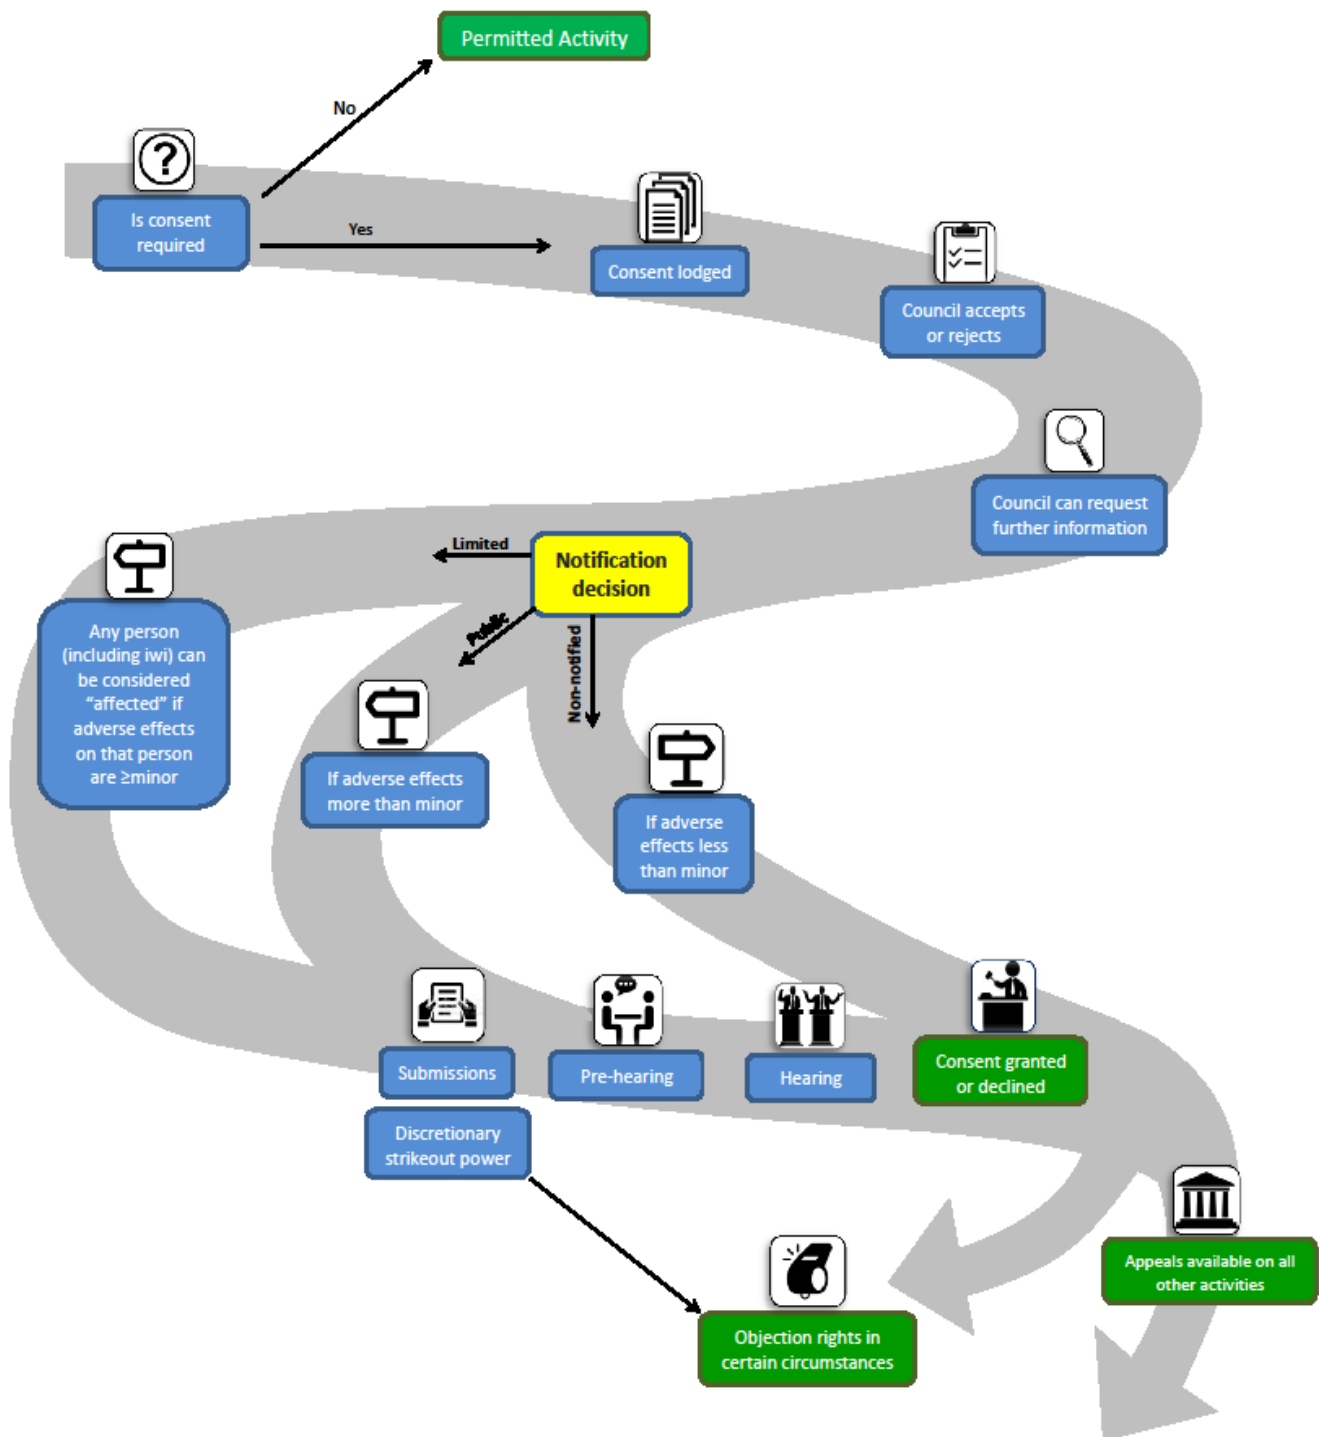 Permitted Activity
No
?
Is consent
required
Yes
Consent lodged
Council accepts
or rejects
Council can request
further information
Limited
Notification
decision
Public
Non-notified
Any person
(including iwi) can
be considered
“affected” if
adverse effects
on that person
are ≥minor
If adverse effects
more than minor
If adverse
effects less
than minor
Submissions
Pre-hearing
Hearing
Consent granted
or declined
Discretionary
strikeout power
Appeals available on all
other activities
Objection rights in
certain circumstances